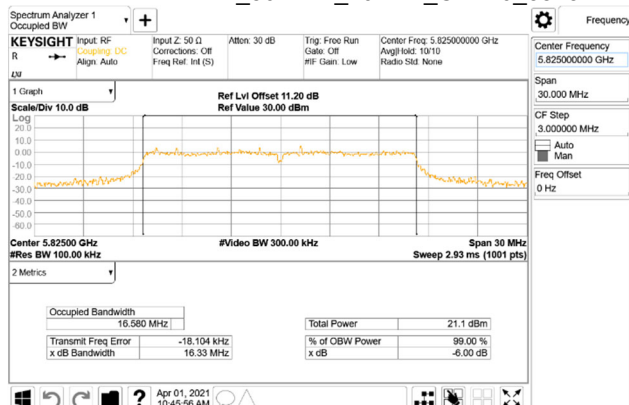 Spectrum Analyzer 1
Occupied BW
+
Frequency
KEYSIGHT
R
LXI
Input: RF
Coupling: DC
Align: Auto
Input Z: 50 Ω
Corrections: Off
Freq Ref: Int (S)
Atten: 30 dB
Trig: Free Run
Gate: Off
#IF Gain: Low
Center Freq: 5.825000000 GHz
Avg|Hold: 10/10
Radio Std: None
Center Frequency
5.825000000 GHz
Span
30.000 MHz
CF Step
3.000000 MHz
Auto
Man
Freq Offset
0 Hz
1 Graph
Scale/Div 10.0 dB
Ref Lvl Offset 11.20 dB
Ref Value 30.00 dBm
Log
20.0
10.0
0.00
-10.0
-20.0
-30.0
-40.0
-50.0
-60.0
Center 5.82500 GHz
#Res BW 100.00 kHz
#Video BW 300.00 kHz
Span 30 MHz
Sweep 2.93 ms (1001 pts)
2 Metrics
Occupied Bandwidth
16.580 MHz
Transmit Freq Error -18.104 kHz
x dB Bandwidth 16.33 MHz
Total Power 21.1 dBm
% of OBW Power 99.00 %
x dB -6.00 dB
?
Apr 01, 2021
10:45:56 AM